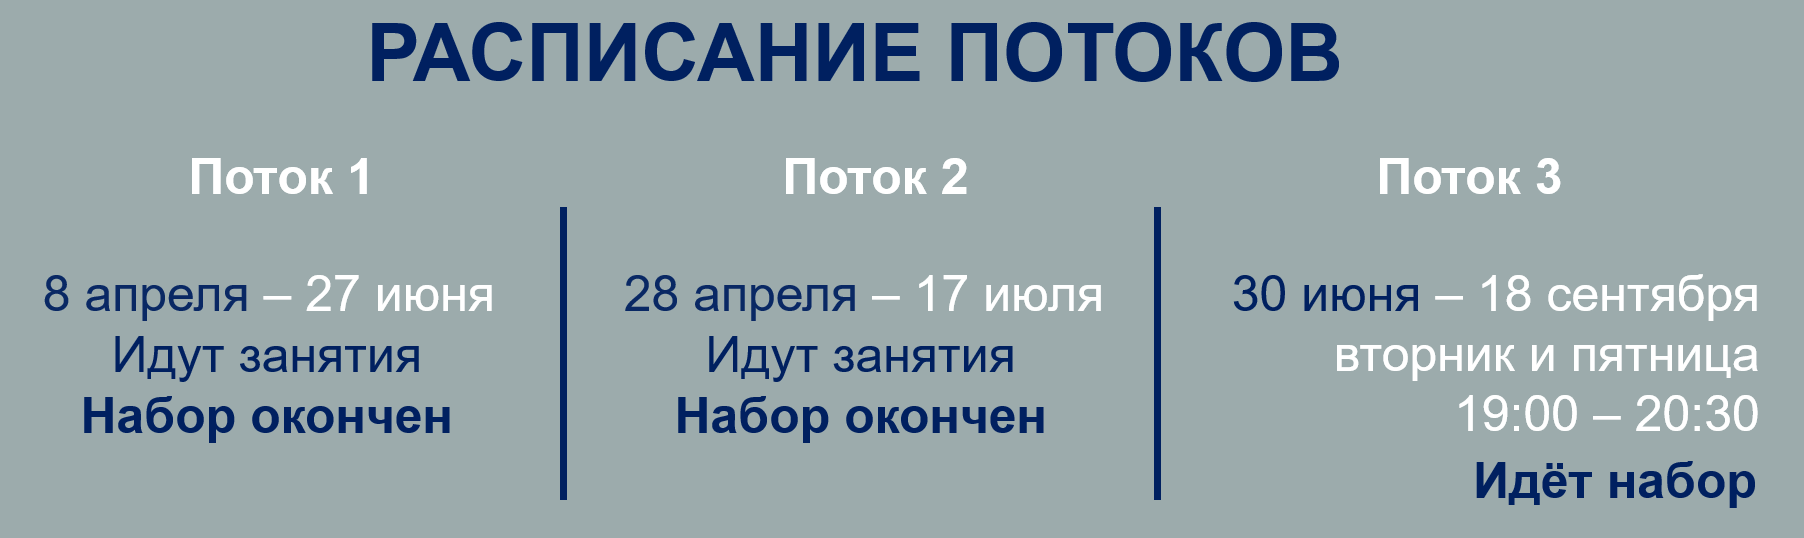 РАСПИСАНИЕ ПОТОКОВ
Поток 1
8 апреля – 27 июня
Идут занятия
Набор окончен
Поток 2
28 апреля – 17 июля
Идут занятия
Набор окончен
Поток 3
30 июня – 18 сентября
вторник и пятница
19:00 – 20:30
Идёт набор